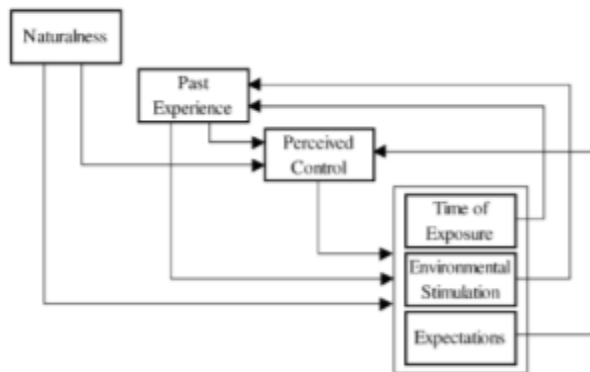 Naturalness
Past
Experience
Perceived
Control
Time of
Exposure
Environmental
Stimulation
Expectations